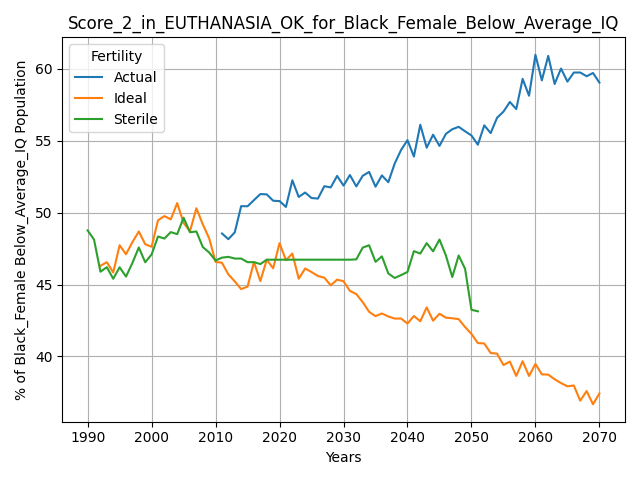 Score_2_in_EUTHANASIA_OK_for_Black_Female_Below_Average_IQ
Fertility
Actual
Ideal
Sterile
% of Black_Female Below_Average_IQ Population
60
55
50
45
40
1990 2000 2010 2020 2030 2040 2050 2060 2070
Years